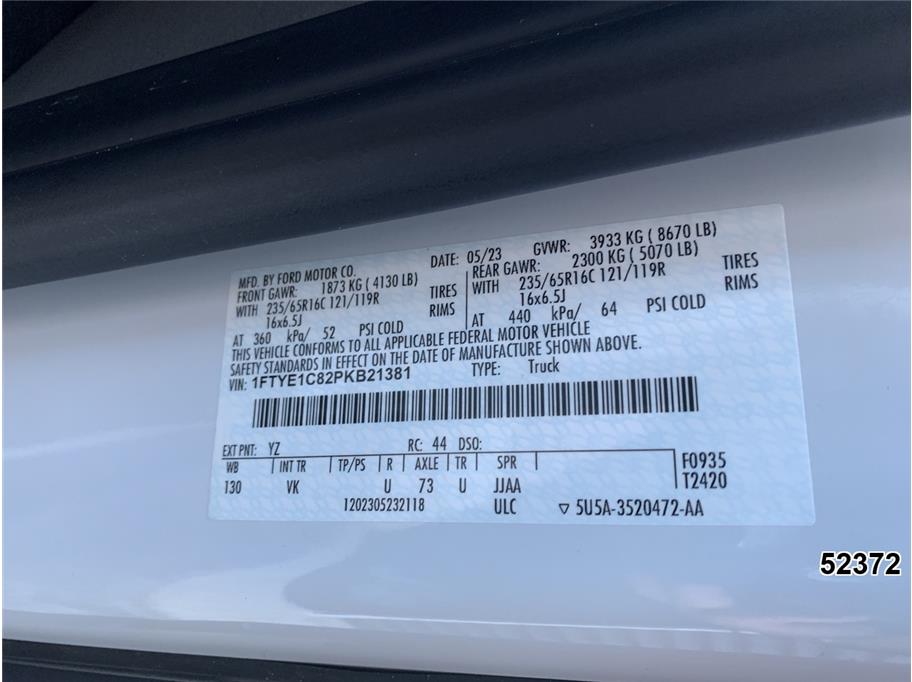 MFD. BY FORD MOTOR CO. DATE: 05/23 GVWR: 3933 KG ( 8670 LB)
FRONT GAWR: 1873 KG ( 4130 LB) REAR GAWR: 2300 KG ( 5070 LB)
WITH 235/65R16C 121/119R TIRES WITH 235/65R16C 121/119R TIRES
16x6.5J RIMS 16x6.5J RIMS
AT 360 kPa/ 52 PSI COLD AT 440 kPa/ 64 PSI COLD
THIS VEHICLE CONFORMS TO ALL APPLICABLE FEDERAL MOTOR VEHICLE
SAFETY STANDARDS IN EFFECT ON THE DATE OF MANUFACTURE SHOWN ABOVE.
VIN: 1FTYE1C82PKB21381 TYPE: Truck
EXT PNT: YZ RC: 44 DSO:
WB INT TR TP/PS R AXLE TR SPR F0935
130 VK U 73 U JJAA T2420
1202305232118 ULC ▽ 5U5A-3520472-AA
52372